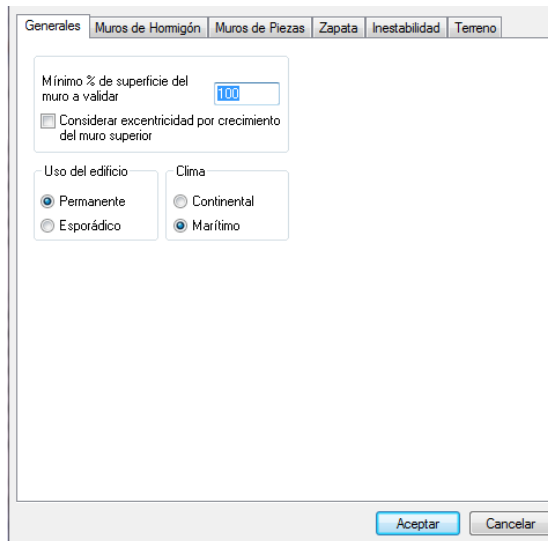 Generales Muros de Hormigón Muros de Piezas Zapata Inestabilidad Terreno
Mínimo % de superficie del
muro a validar 100
Considerar excentricidad por crecimiento
del muro superior
Uso del edificio Clima
Permanente Continental
Esporádico Marítimo
Aceptar Cancelar